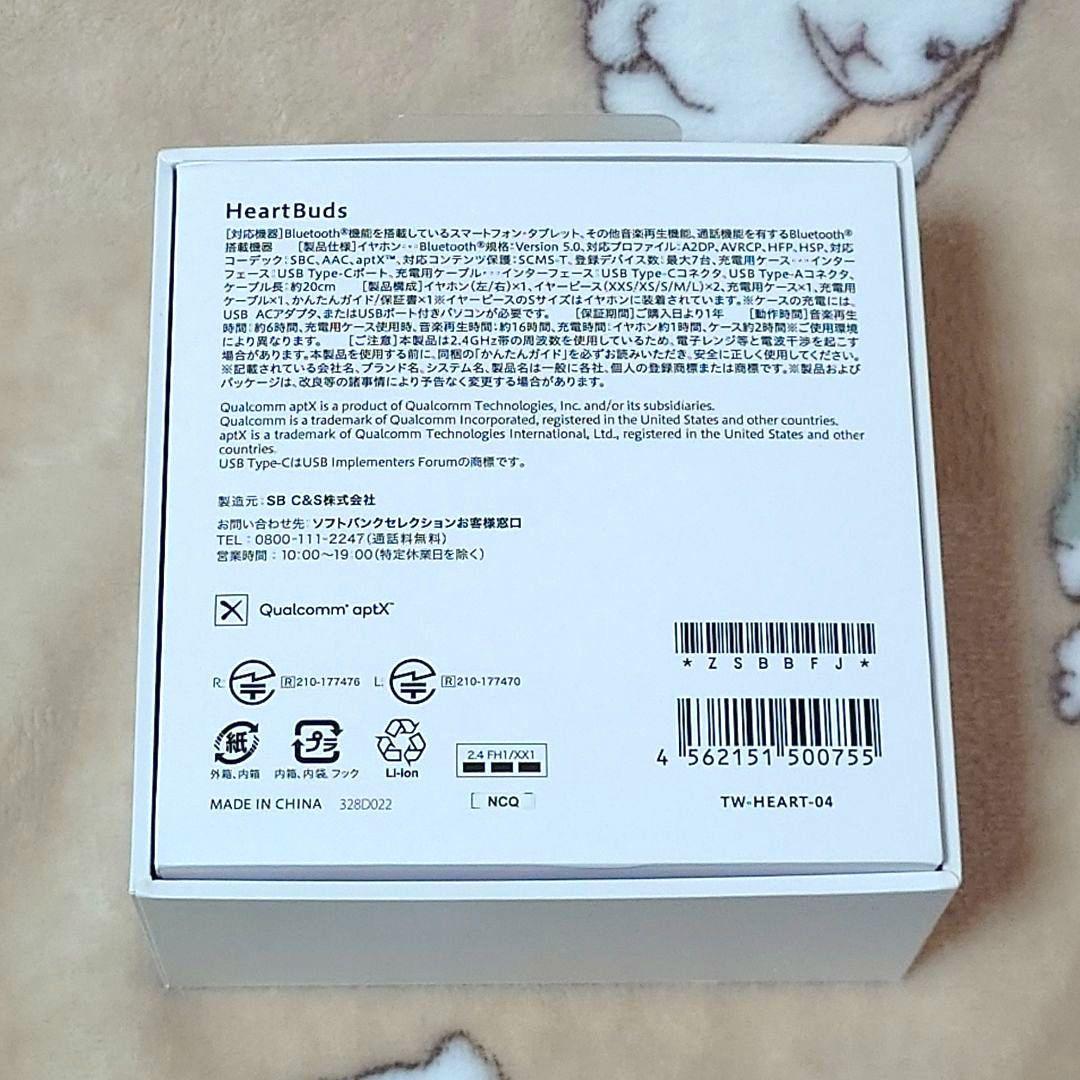 HeartBuds
［対応機器］Bluetooth®機能を搭載しているスマートフォン・タブレット、その他音楽再生機能、通話機能を有するBluetooth®
搭載機器　［製品仕様］イヤホン･･･Bluetooth®規格：Version 5.0、対応プロファイル：A2DP、AVRCP、HFP、HSP、対応
コーデック：SBC、AAC、aptX™、対応コンテンツ保護：SCMS-T、登録デバイス数：最大7台、充電用ケース･･･インター
フェース：USB Type-Cポート、充電用ケーブル･･･インターフェース：USB Type-Cコネクタ、USB Type-Aコネクタ、
ケーブル長：約20cm　［製品構成］イヤホン（左/右）×1、イヤーピース（XXS/XS/S/M/L）×2、充電用ケース×1、充電用
ケーブル×1、かんたんガイド/保証書×1※イヤーピースのSサイズはイヤホンに装着されています。※ケースの充電には、
USB ACアダプタ、またはUSBポート付きパソコンが必要です。　［保証期間］ご購入日より1年　［動作時間］音楽再生
時間：約6時間、充電用ケース使用時、音楽再生時間：約16時間、充電時間：イヤホン約1時間、ケース約2時間※ご使用環境
により異なります。　［ご注意］本製品は2.4GHz帯の周波数を使用しているため、電子レンジ等と電波干渉を起こす
場合があります。本製品を使用する前に、同梱の「かんたんガイド」を必ずお読みいただき、安全に正しく使用してください。
※記載されている会社名、ブランド名、システム名、製品名は一般に各社、個人の登録商標または商標です。※製品および
パッケージは、改良等の諸事情により予告なく変更する場合があります。
Qualcomm aptX is a product of Qualcomm Technologies, Inc. and/or its subsidiaries.
Qualcomm is a trademark of Qualcomm Incorporated, registered in the United States and other countries.
aptX is a trademark of Qualcomm Technologies International, Ltd., registered in the United States and other
countries.
USB Type-CはUSB Implementers Forumの商標です。
製造元：SB C&S株式会社
お問い合わせ先：ソフトバンクセレクションお客様窓口
TEL：0800-111-2247（通話料無料）
営業時間：10:00～19:00（特定休業日を除く）
Qualcomm® aptX™
*ZSBBFJ*
R: R 210-177476 L: R 210-177470
紙 プラ
外箱、内箱 内箱、内袋、フック Li-ion
2.4 FH1/XX1
4 562151 500755
MADE IN CHINA 328D022 NCQ TW-HEART-04